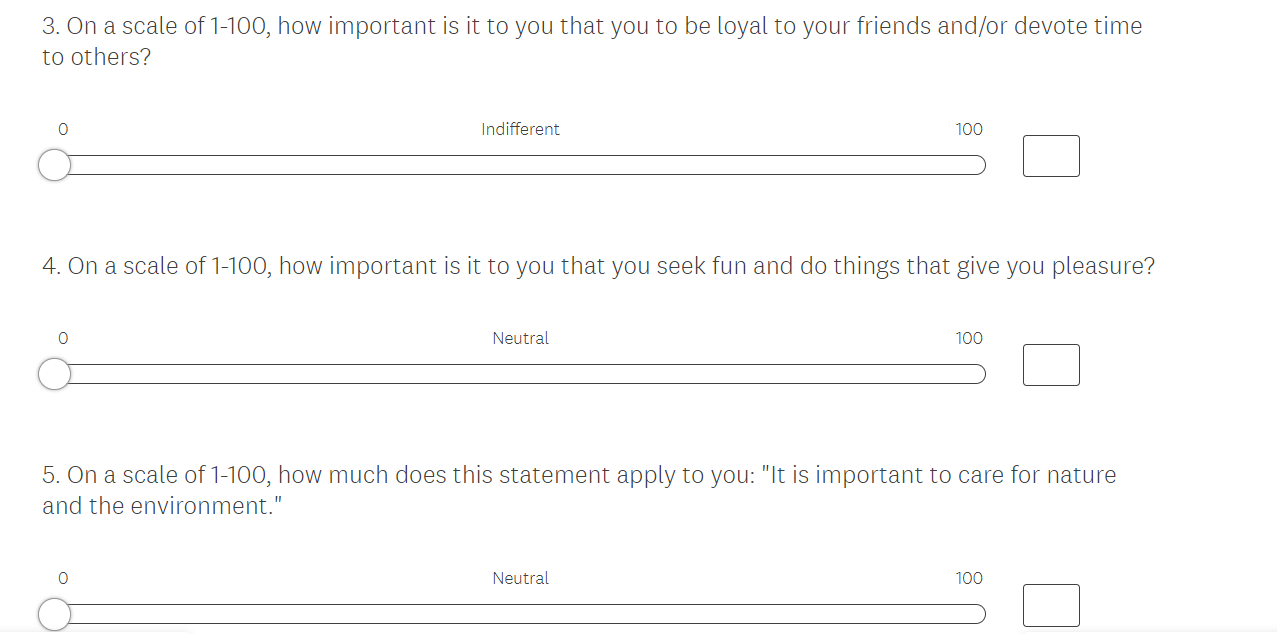 3. On a scale of 1-100, how important is it to you that you to be loyal to your friends and/or devote time
to others?
0 Indifferent 100
4. On a scale of 1-100, how important is it to you that you seek fun and do things that give you pleasure?
0 Neutral 100
5. On a scale of 1-100, how much does this statement apply to you: "It is important to care for nature
and the environment."
0 Neutral 100